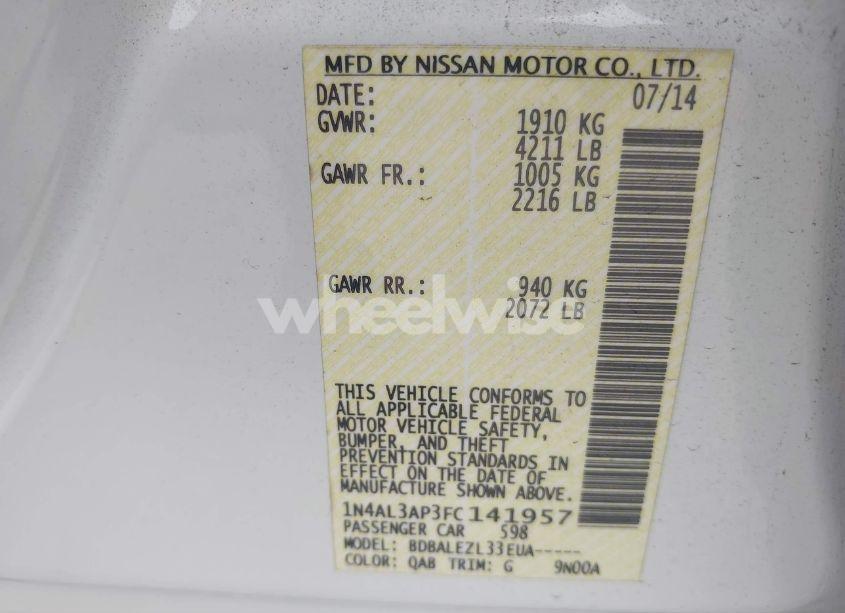 MFD BY NISSAN MOTOR CO., LTD.
DATE: 07/14
GVWR: 1910 KG
4211 LB
GAWR FR.: 1005 KG
2216 LB
GAWR RR.: 940 KG
2072 LB
wheelwise
THIS VEHICLE CONFORMS TO
ALL APPLICABLE FEDERAL
MOTOR VEHICLE SAFETY,
BUMPER, AND THEFT
PREVENTION STANDARDS IN
EFFECT ON THE DATE OF
MANUFACTURE SHOWN ABOVE.
1N4AL3AP3FC141957
PASSENGER CAR 598
MODEL: BDBALEZL33EUA-----
COLOR: QAB TRIM: G 9N00A